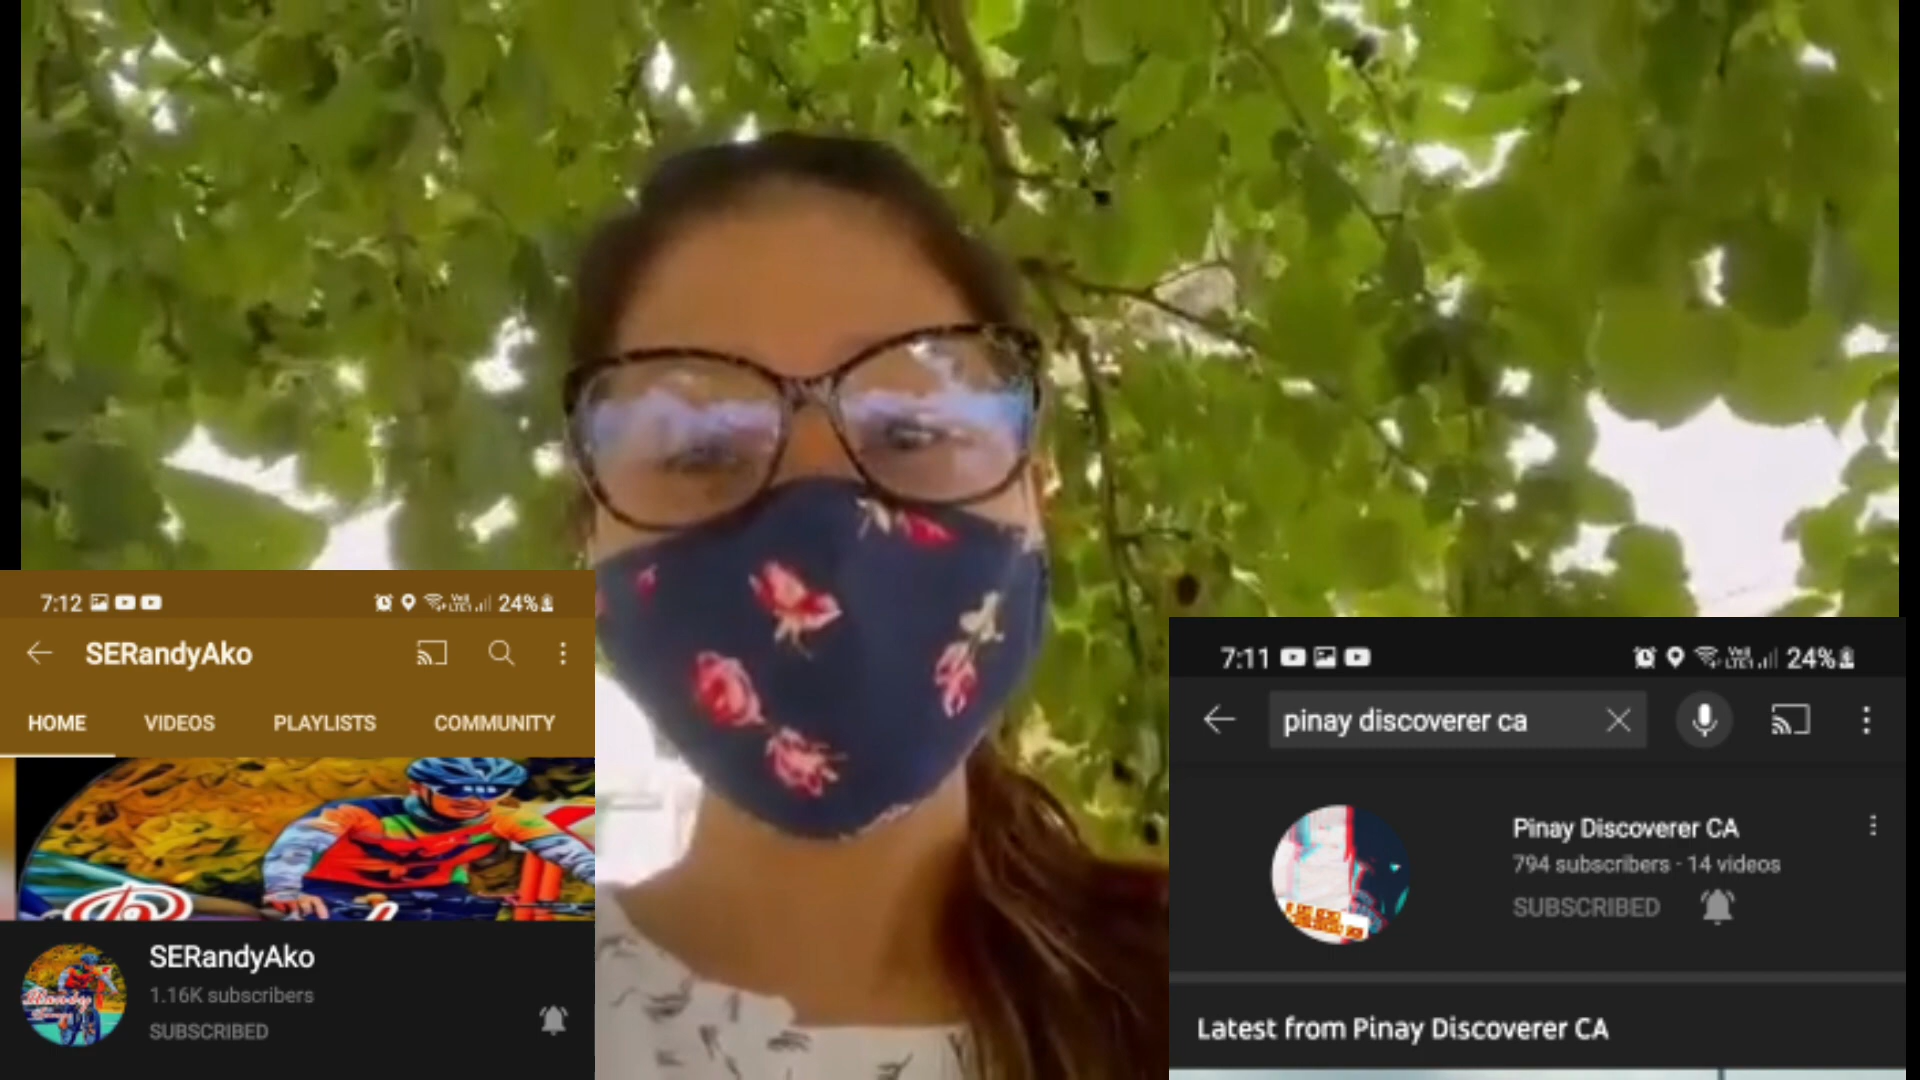 7:12
24%
SERandyAko
HOME
VIDEOS
PLAYLISTS
COMMUNITY
SERandyAko
1.16K subscribers
SUBSCRIBED
7:11
24%
pinay discoverer ca
Pinay Discoverer CA
794 subscribers - 14 videos
SUBSCRIBED
Latest from Pinay Discoverer CA